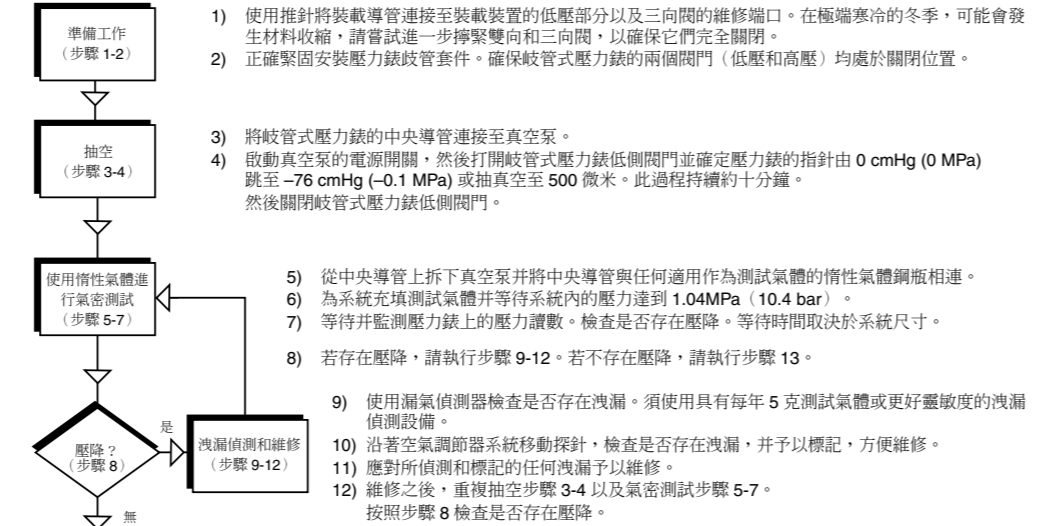 準備工作
（步驟 1-2）
1) 使用推針將裝載導管連接至裝載裝置的低壓部分以及三向閥的維修端口。在極端寒冷的冬季，可能會發
生材料收縮，請嘗試進一步擰緊雙向和三向閥，以確保它們完全關閉。
2) 正確緊固安裝壓力錶歧管套件。確保岐管式壓力錶的兩個閥門（低壓和高壓）均處於關閉位置。
抽空
（步驟 3-4）
3) 將岐管式壓力錶的中央導管連接至真空泵。
4) 啟動真空泵的電源開關，然後打開岐管式壓力錶低側閥門並確定壓力錶的指針由 0 cmHg (0 MPa)
跳至 –76 cmHg (–0.1 MPa) 或抽真空至 500 微米。此過程持續約十分鐘。
然後關閉岐管式壓力錶低側閥門。
使用惰性氣體進
行氣密測試
（步驟 5-7）
5) 從中央導管上拆下真空泵并將中央導管與任何適用作為測試氣體的惰性氣體鋼瓶相連。
6) 為系統充填測試氣體并等待系統內的壓力達到 1.04MPa（10.4 bar）。
7) 等待并監測壓力錶上的壓力讀數。檢查是否存在壓降。等待時間取決於系統尺寸。
8) 若存在壓降，請執行步驟 9-12。若不存在壓降，請執行步驟 13。
壓降？
（步驟 8）
是
無
洩漏偵測和維修
（步驟 9-12）
9) 使用漏氣偵測器檢查是否存在洩漏。須使用具有每年 5 克測試氣體或更好靈敏度的洩漏
偵測設備。
10) 沿著空氣調節器系統移動探針，檢查是否存在洩漏，并予以標記，方便維修。
11) 應對所偵測和標記的任何洩漏予以維修。
12) 維修之後，重複抽空步驟 3-4 以及氣密測試步驟 5-7。
按照步驟 8 檢查是否存在壓降。